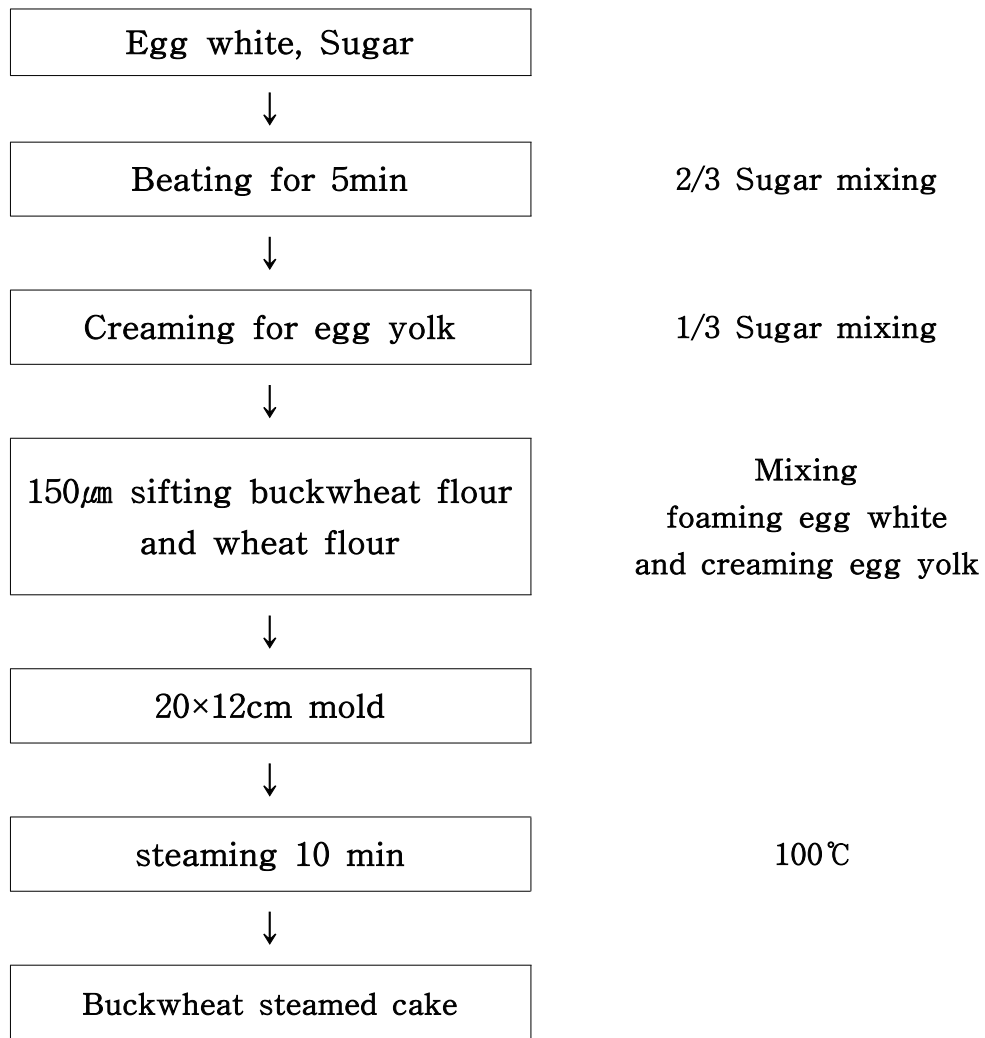 Egg white, Sugar
↓
Beating for 5min
2/3 Sugar mixing
↓
Creaming for egg yolk
1/3 Sugar mixing
↓
150㎛ sifting buckwheat flour
and wheat flour
Mixing
foaming egg white
and creaming egg yolk
↓
20×12cm mold
↓
steaming 10 min
100℃
↓
Buckwheat steamed cake